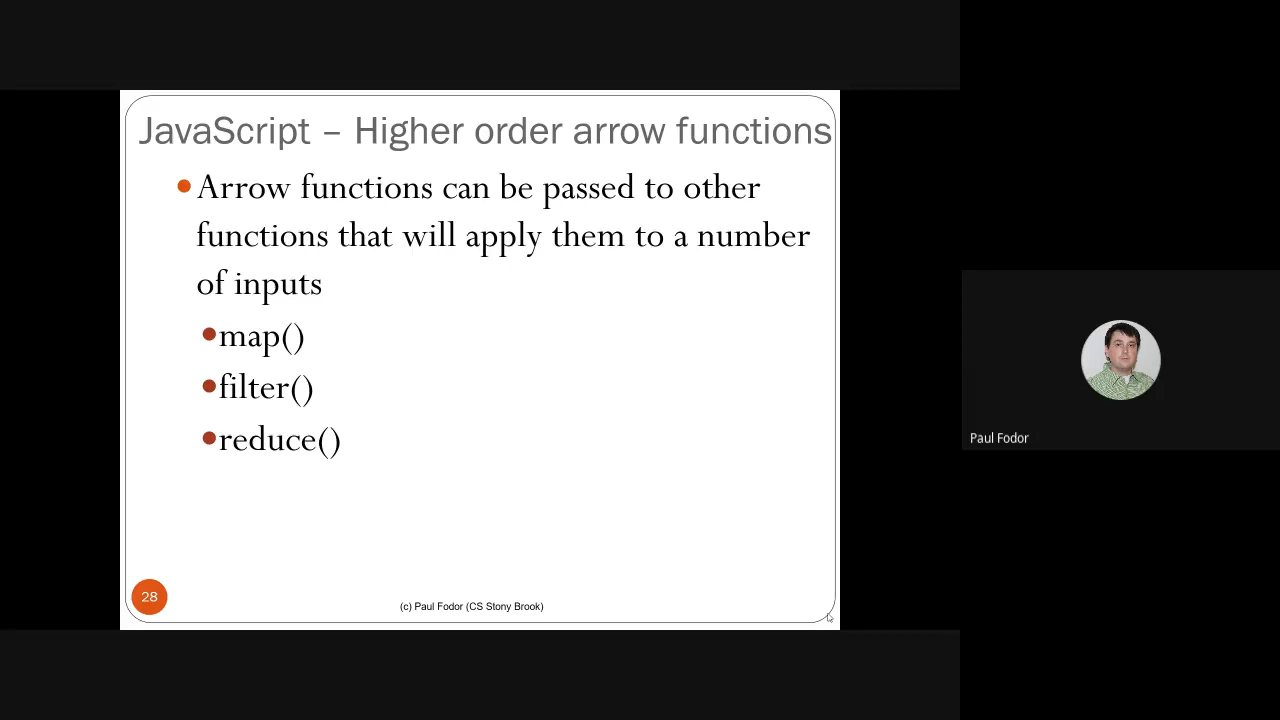 JavaScript – Higher order arrow functions
Arrow functions can be passed to other
functions that will apply them to a number
of inputs
map()
filter()
reduce()
28
(c) Paul Fodor (CS Stony Brook)
Paul Fodor